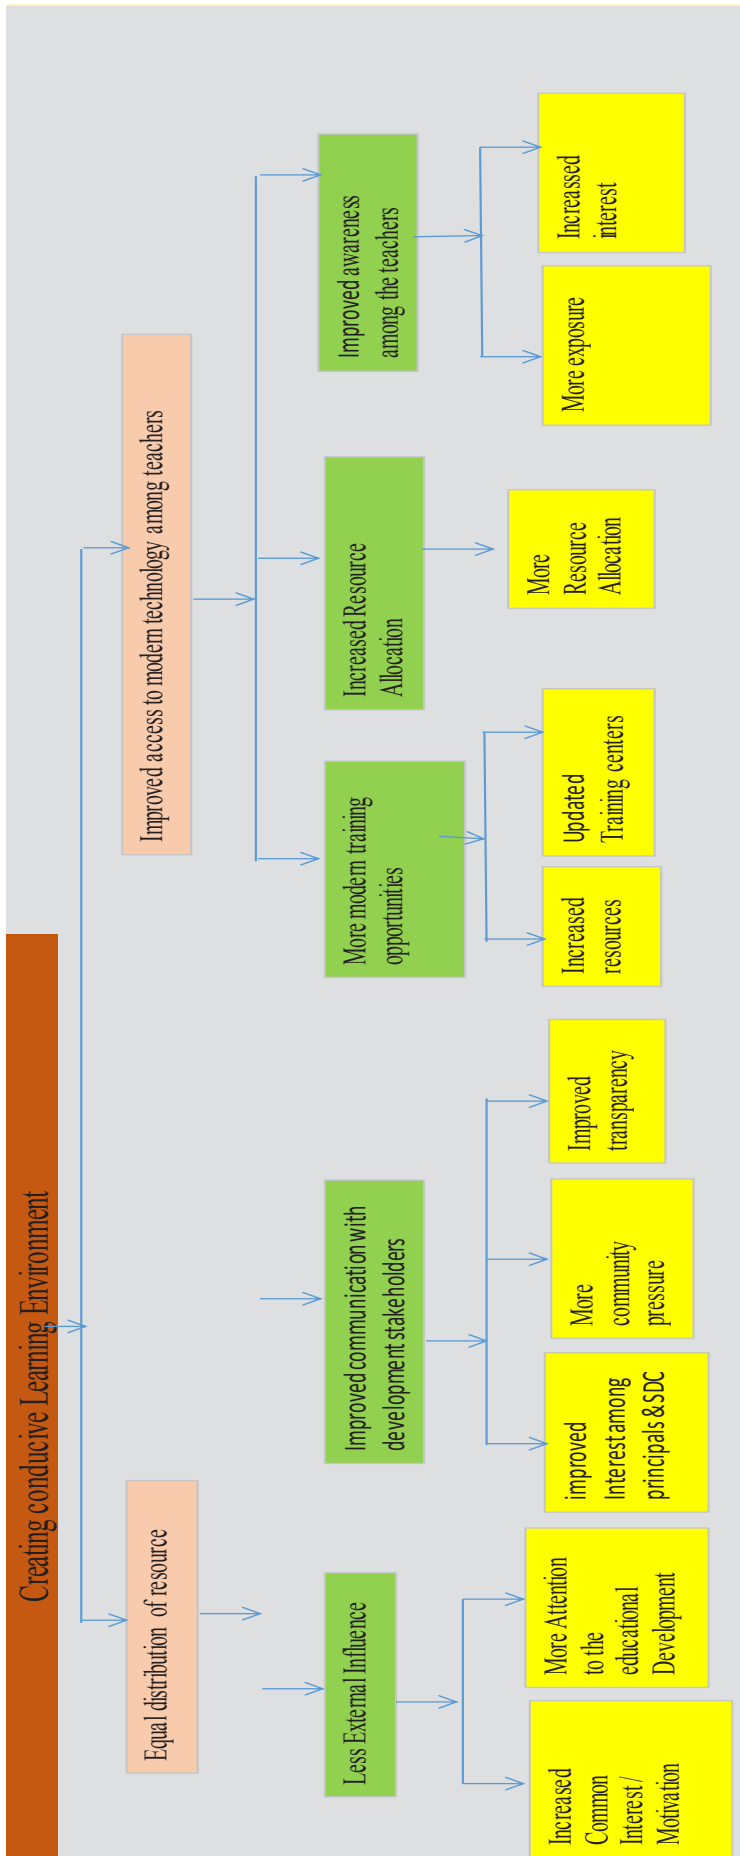 Creating conducive Learning Environment
Equal distribution of resource
Improved access to modern technology among teachers
Less External Influence
Improved communication with
development stakeholders
More modern training
opportunities
Increased Resource
Allocation
Improved awareness
among the teachers
Increased
Common
Interest /
Motivation
More Attention
to the
educational
Development
improved
Interest among
principals & SDC
More
community
pressure
Improved
transparency
Increased
resources
Updated
Training centers
More
Resource
Allocation
More exposure
Increassed
interest